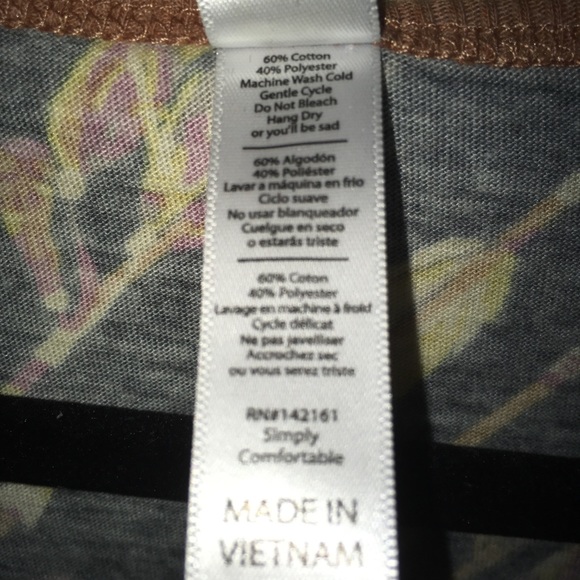 60% Cotton
40% Polyester
Machine Wash Cold
Gentle Cycle
Do Not Bleach
Hang Dry
or you'll be sad
60% Algodón
40% Poliéster
Lavar a máquina en frio
Ciclo suave
No usar blanqueador
Cuelgue en seco
o estarás triste
60% Coton
40% Polyester
Lavage en machine à froid
Cycle délicat
Ne pas javelliser
Accrochez sec
ou vous serez triste
RN#142161
Simply
Comfortable
MADE IN
VIETNAM